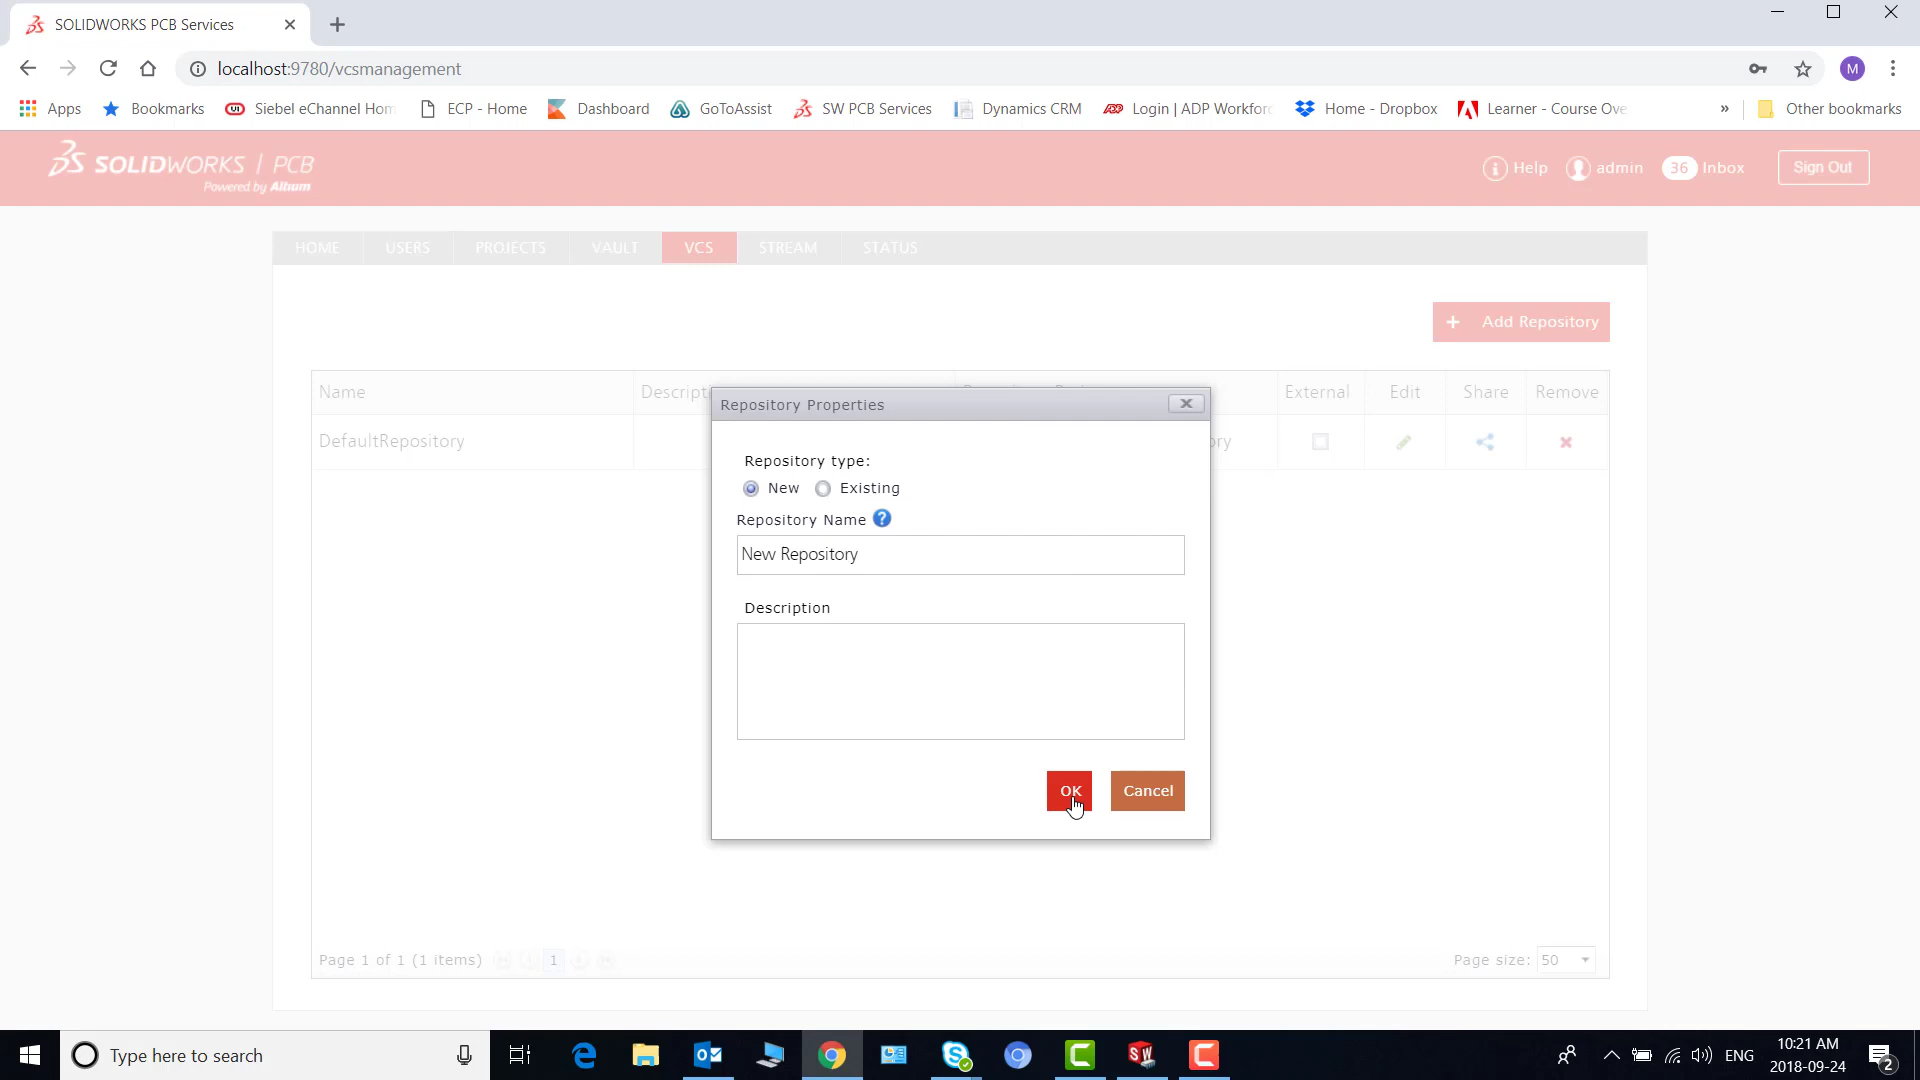 SOLIDWORKS PCB Services
localhost:9780/vcsmanagement
M
Apps Bookmarks Siebel eChannel Hom ECP - Home Dashboard GoToAssist SW PCB Services Dynamics CRM Login | ADP Workforc Home - Dropbox Learner - Course Ove » Other bookmarks
SOLIDWORKS | PCB
Powered by Altium
Help admin 36 Inbox Sign Out
HOME USERS PROJECTS VAULT VCS STREAM STATUS
+ Add Repository
Name Descripti External Edit Share Remove
DefaultRepository ory
Repository Properties
Repository type:
New Existing
Repository Name ?
New Repository
Description
OK Cancel
Page 1 of 1 (1 items) 1 Page size: 50
Type here to search
ENG
10:21 AM
2018-09-24
2